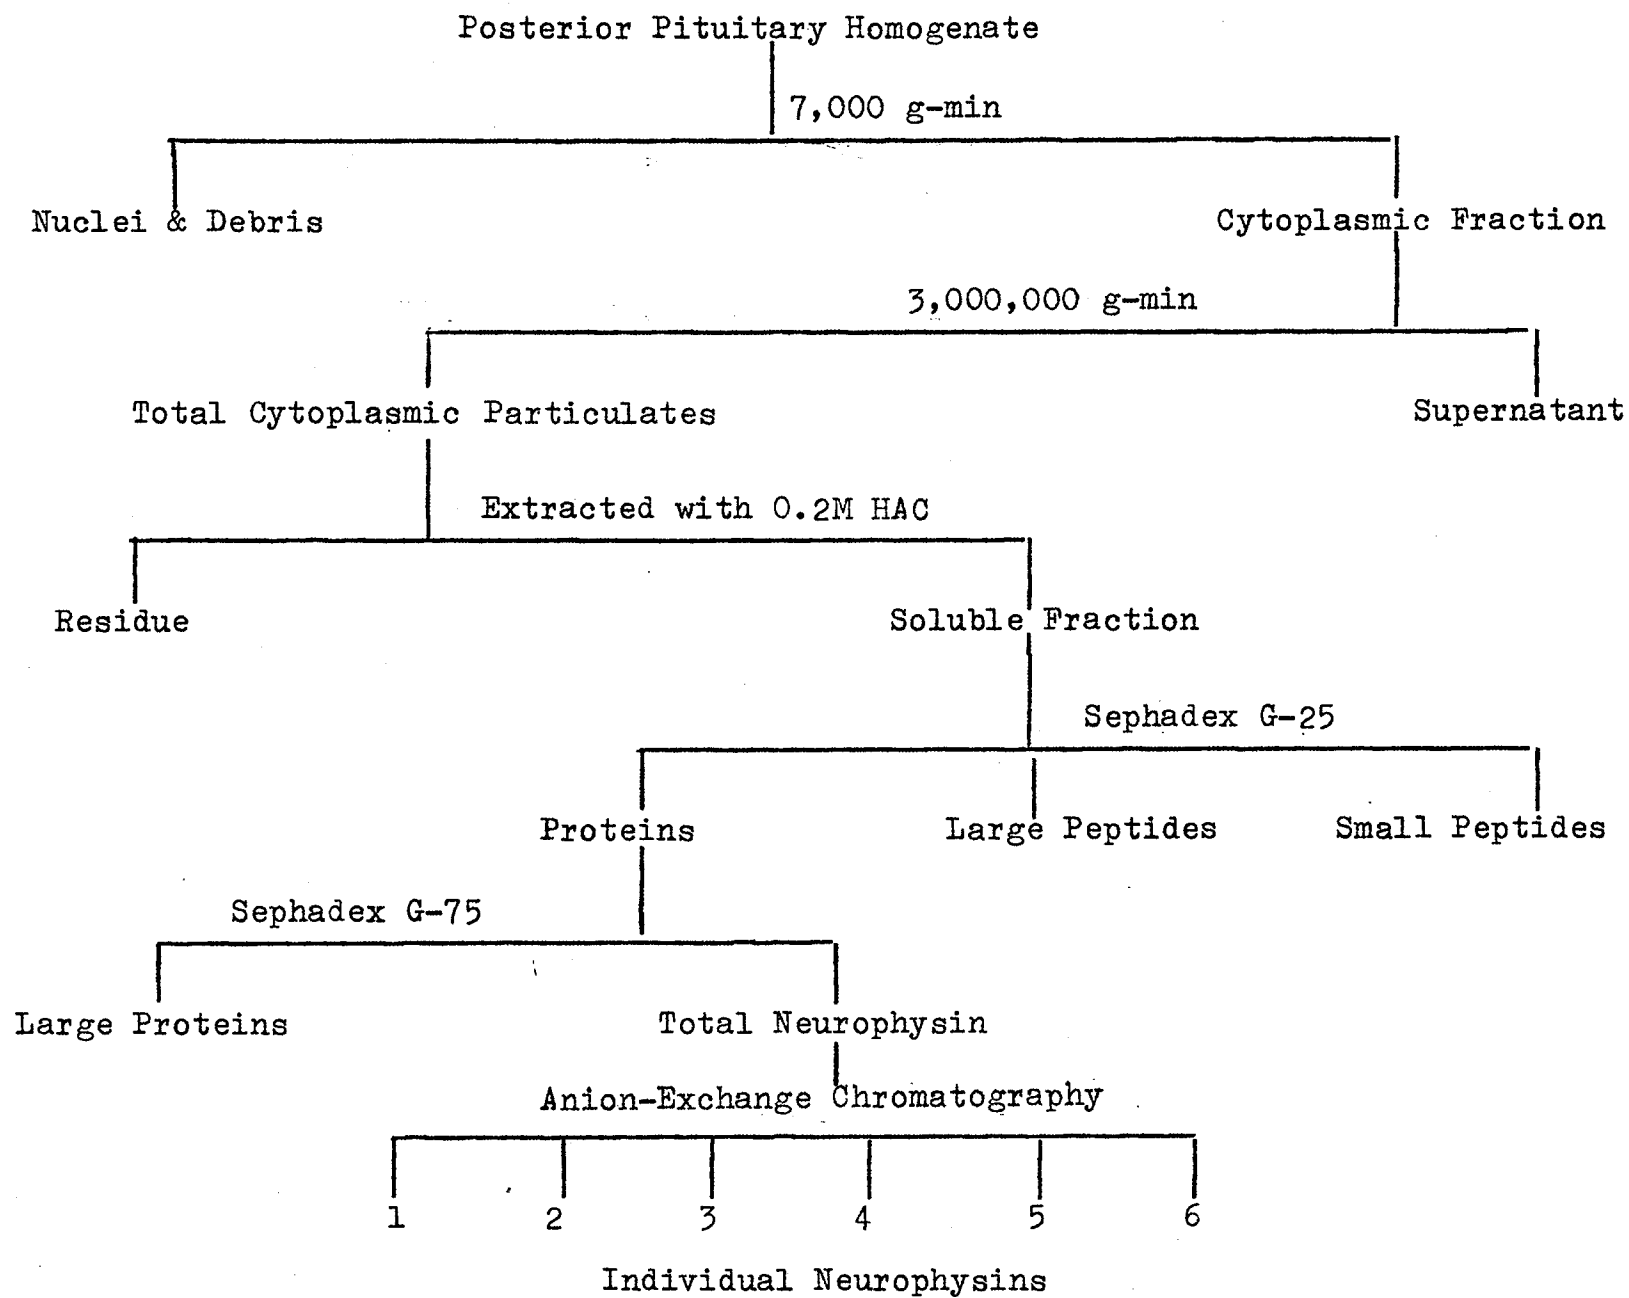 Posterior Pituitary Homogenate
7,000 g-min
Nuclei & Debris
Cytoplasmic Fraction
3,000,000 g-min
Total Cytoplasmic Particulates
Supernatant
Extracted with 0.2M HAC
Residue
Soluble Fraction
Sephadex G-25
Proteins
Large Peptides
Small Peptides
Sephadex G-75
Large Proteins
Total Neurophysin
Anion-Exchange Chromatography
1 2 3 4 5 6
Individual Neurophysins